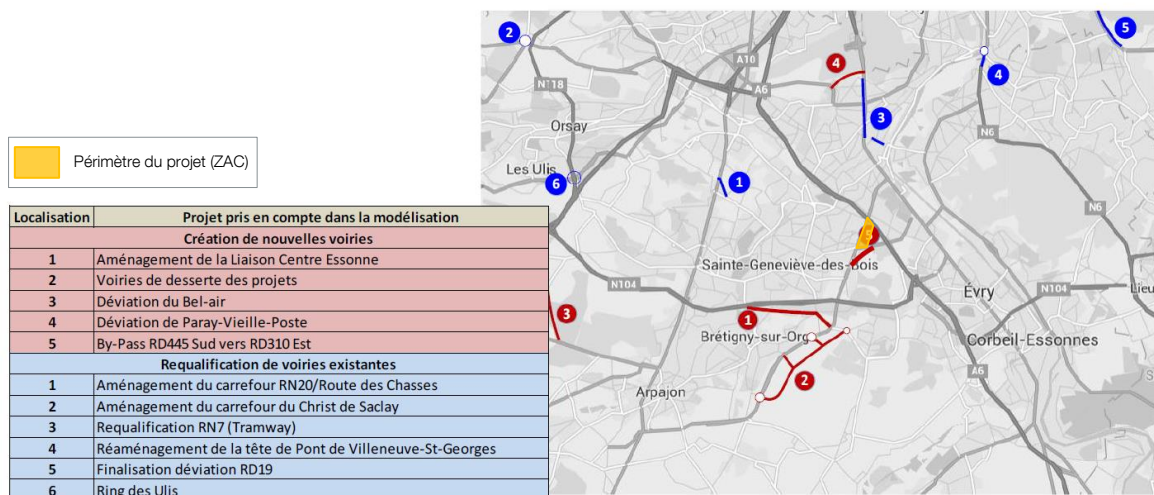 Périmètre du projet (ZAC)
Localisation Projet pris en compte dans la modélisation
Création de nouvelles voiries
1 Aménagement de la Liaison Centre Essonne
2 Voiries de desserte des projets
3 Déviation du Bel-air
4 Déviation de Paray-Vieille-Poste
5 By-Pass RD445 Sud vers RD310 Est
Requalification de voiries existantes
1 Aménagement du carrefour RN20/Route des Chasses
2 Aménagement du carrefour du Christ de Saclay
3 Requalification RN7 (Tramway)
4 Réaménagement de la tête de Pont de Villeneuve-St-Georges
5 Finalisation déviation RD19
6 Ring des Ulis
2
5
A10
4
4
N118
A6
3
Orsay
N6
Les Ulis
6
1
N6
5
Sainte-Geneviève-des-Bois
N104
Évry
N104
Lieu
3
1
Brétigny-sur-Org
Corbeil-Essonnes
2
A6
Arpajon